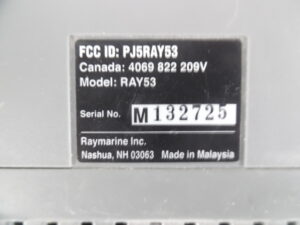 FCC ID: PJ5RAY53
Canada: 4069 822 209V
Model: RAY53
Serial No. M132725
Raymarine Inc.
Nashua, NH 03063 Made in Malaysia